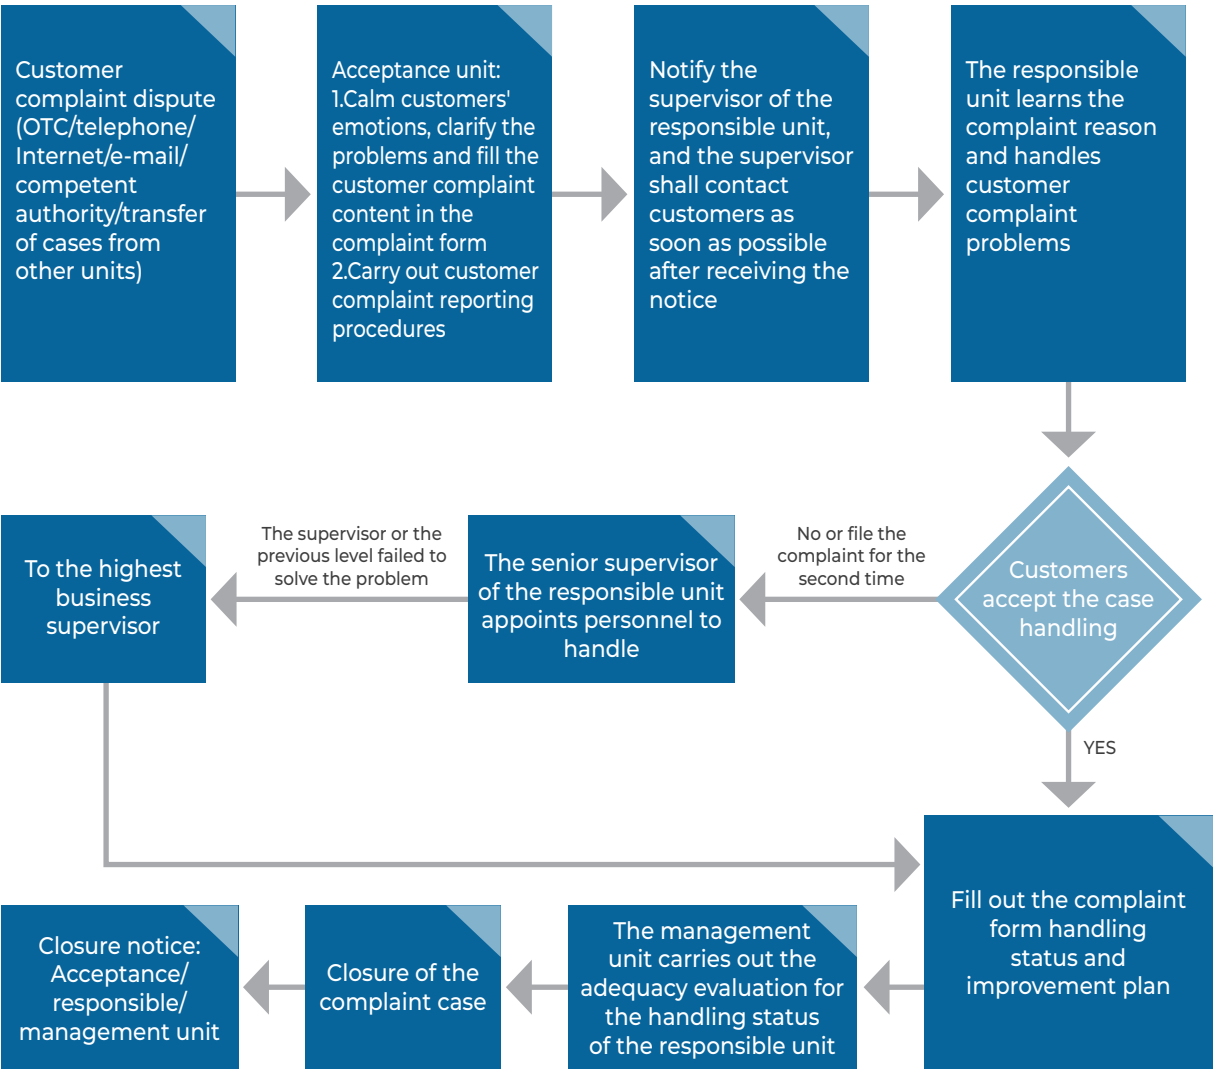 Customer
complaint dispute
(OTC/telephone/
Internet/e-mail/
competent
authority/transfer
of cases from
other units)
Acceptance unit:
1.Calm customers'
emotions, clarify the
problems and fill the
customer complaint
content in the
complaint form
2.Carry out customer
complaint reporting
procedures
Notify the
supervisor of the
responsible unit,
and the supervisor
shall contact
customers as
soon as possible
after receiving the
notice
The responsible
unit learns the
complaint reason
and handles
customer
complaint
problems
Customers
accept the case
handling
No or file the
complaint for the
second time
The senior supervisor
of the responsible unit
appoints personnel to
handle
The supervisor or the
previous level failed to
solve the problem
To the highest
business
supervisor
YES
Fill out the complaint
form handling
status and
improvement plan
The management
unit carries out the
adequacy evaluation for
the handling status
of the responsible unit
Closure of the
complaint case
Closure notice:
Acceptance/
responsible/
management unit